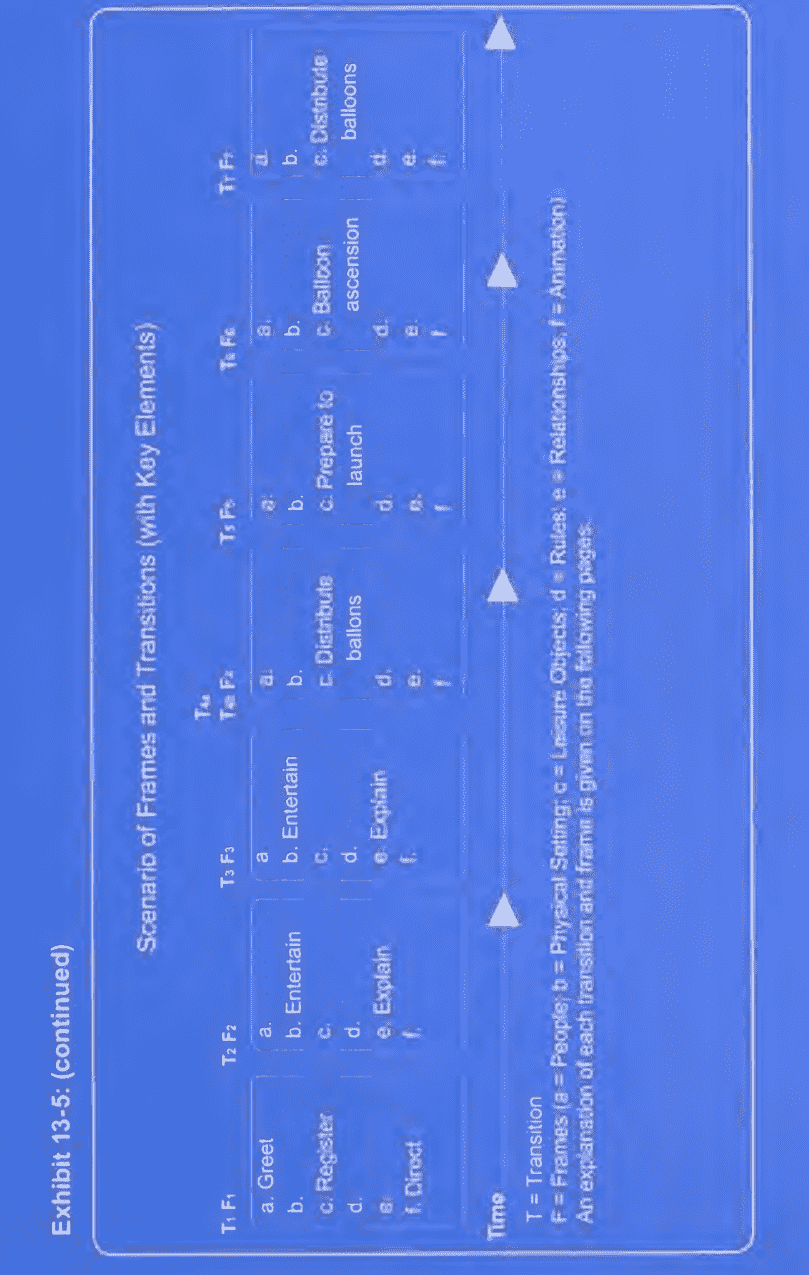 Exhibit 13-5: (continued)
Scenario of Frames and Transitions (with Key Elements)
T1 F1
a. Greet
b.
c. Register
d.
e.
f. Direct
T2 F2
a.
b. Entertain
c.
d.
e. Explain
f.
T3 F3
a.
b. Entertain
c.
d.
e. Explain
f.
a.
b.
c. Distribute
ballons
d.
e.
f.
T5 F5
a.
b.
c. Prepare to
launch
d.
e.
f.
T6 F6
a.
b.
c. Balloon
ascension
d.
e.
f.
T7 F7
a.
b.
c. Distribute
balloons
d.
e.
f.
Time
T = Transition
F = Frames (a = People; b = Physical Setting; c = Leisure Objects; d = Rules; e = Relationships; f = Animation)
An explanation of each transition and frame is given on the following pages.